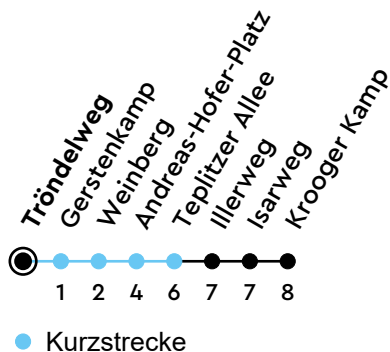 Tröndelweg
Gerstenkamp
Weinberg
Andreas-Hofer-Platz
Teplitzer Allee
Illerweg
Isarweg
Krooger Kamp
1 2 4 6 7 7 8
Kurzstrecke